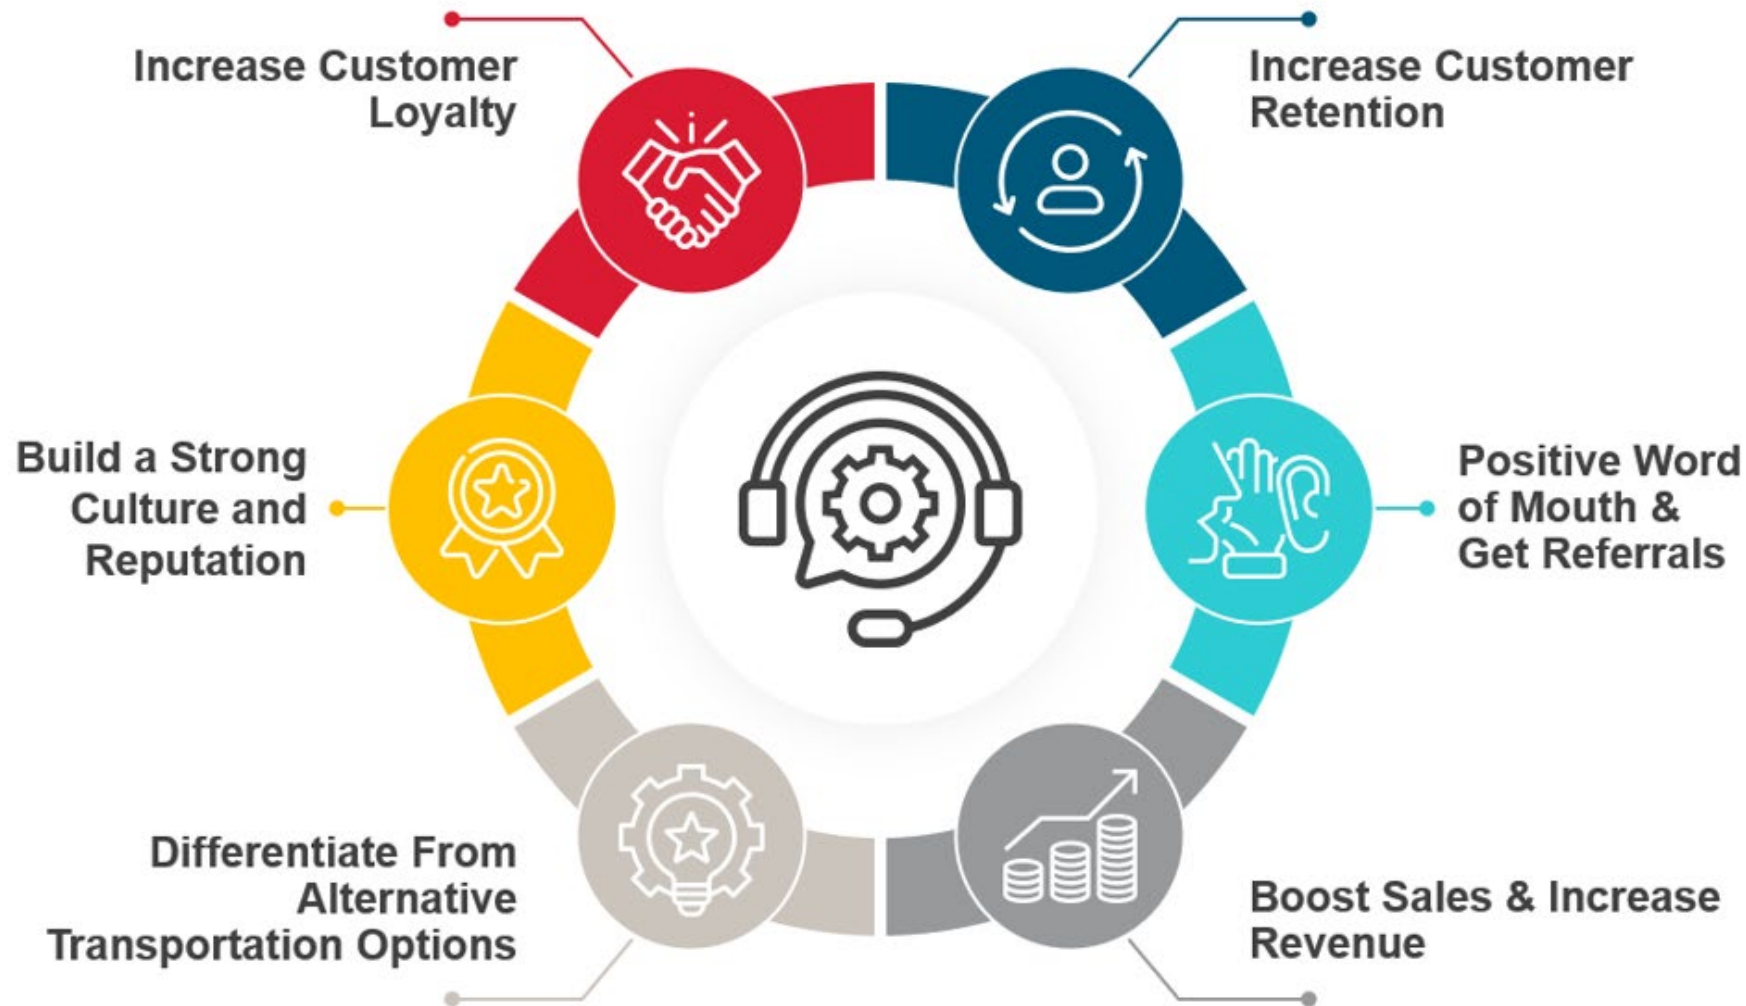 Increase Customer
Loyalty
Increase Customer
Retention
Build a Strong
Culture and
Reputation
Positive Word
of Mouth &
Get Referrals
Differentiate From
Alternative
Transportation Options
Boost Sales & Increase
Revenue